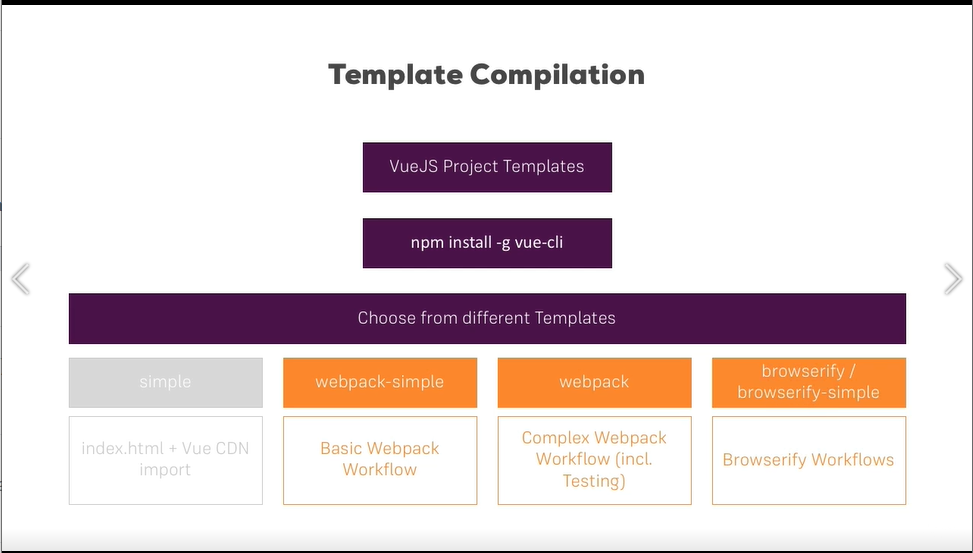 Template Compilation
VueJS Project Templates
npm install -g vue-cli
Choose from different Templates
simple
webpack-simple
webpack
browserify /
browserify-simple
index.html + Vue CDN
import
Basic Webpack
Workflow
Complex Webpack
Workflow (incl.
Testing)
Browserify Workflows